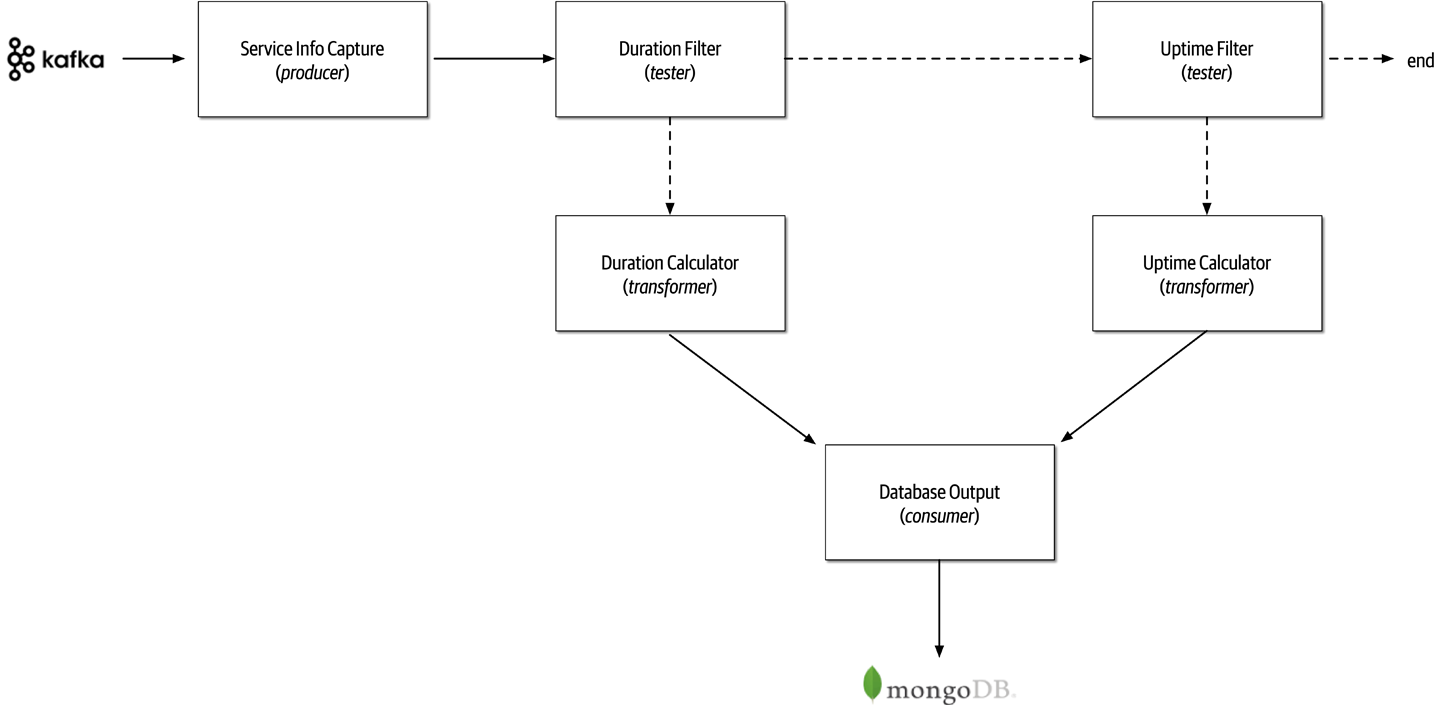 kafka
Service Info Capture
(producer)
Duration Filter
(tester)
Uptime Filter
(tester)
end
Duration Calculator
(transformer)
Uptime Calculator
(transformer)
Database Output
(consumer)
mongoDB.